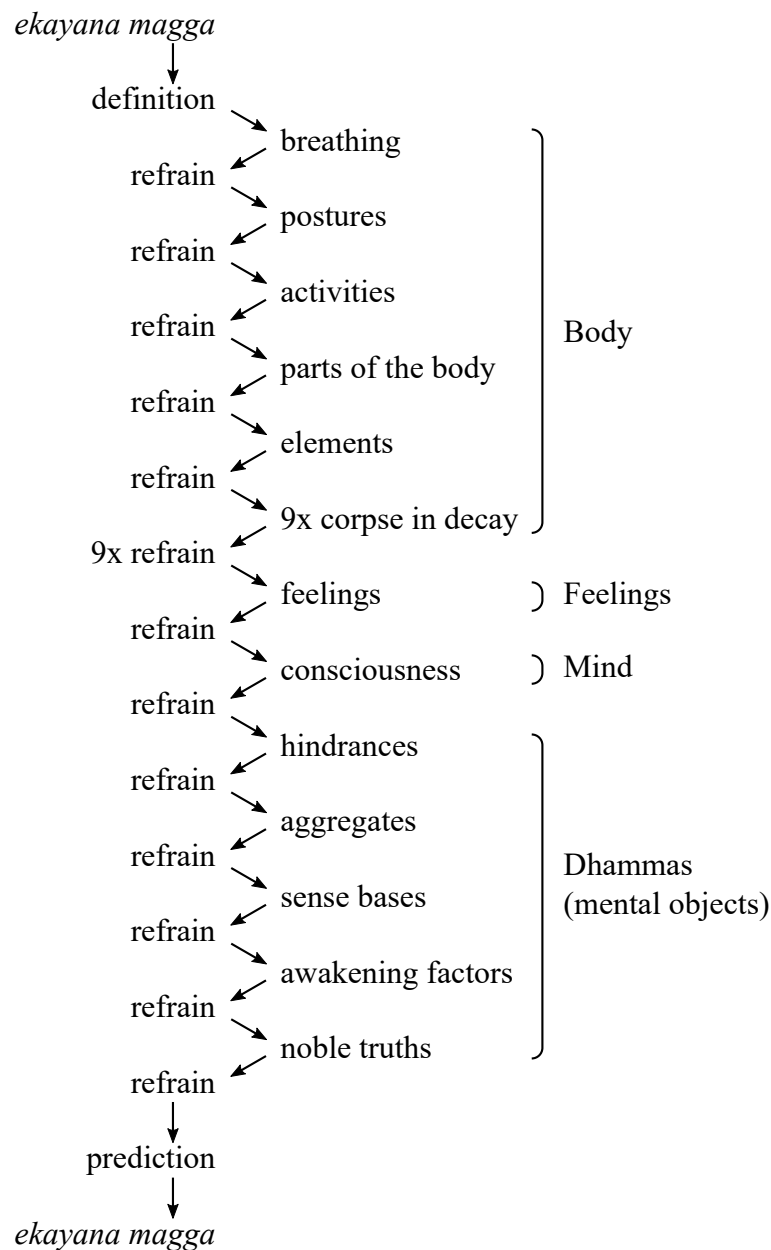 ekayana magga
definition
breathing
refrain
postures
refrain
activities
refrain
Body
parts of the body
refrain
elements
refrain
9x corpse in decay
9x refrain
feelings
Feelings
refrain
consciousness
Mind
refrain
hindrances
refrain
aggregates
refrain
Dhammas
(mental objects)
sense bases
refrain
awakening factors
refrain
noble truths
refrain
prediction
ekayana magga